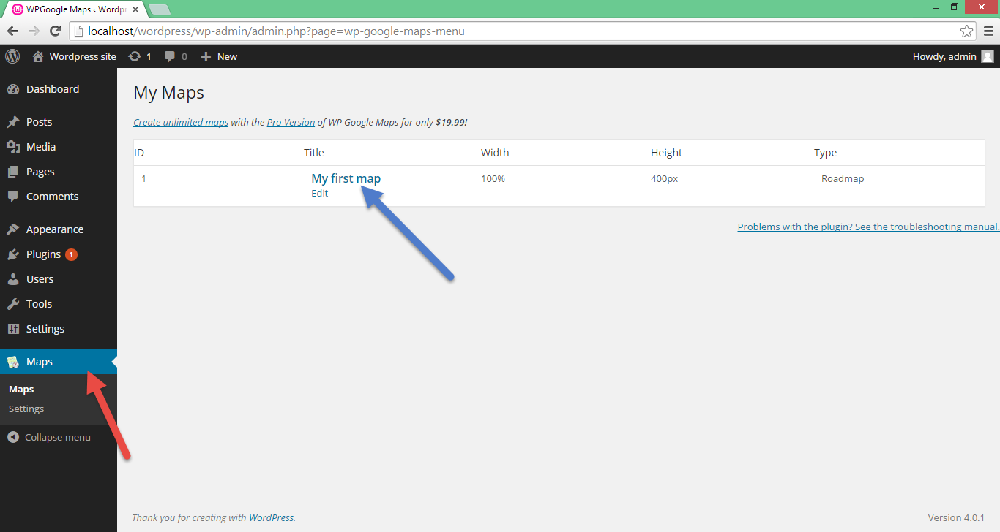 WPGoogle Maps ‹ Wordpr
localhost/wordpress/wp-admin/admin.php?page=wp-google-maps-menu
Wordpress site 1 0 New Howdy, admin
Dashboard
Posts
Media
Pages
Comments
Appearance
Plugins 1
Users
Tools
Settings
Maps
Maps
Settings
Collapse menu
My Maps
Create unlimited maps with the Pro Version of WP Google Maps for only $19.99!
ID Title Width Height Type
1 My first map 100% 400px Roadmap
Edit
Problems with the plugin? See the troubleshooting manual.
Thank you for creating with WordPress. Version 4.0.1